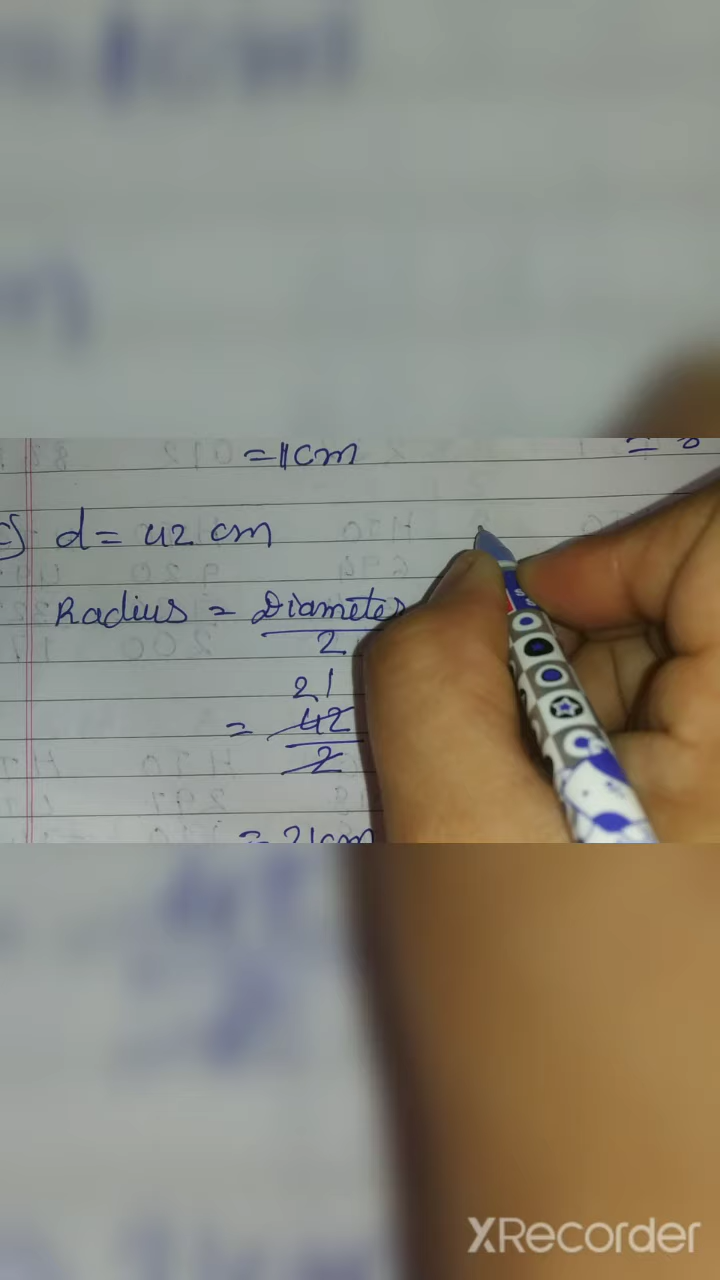 =11cm
c) d= 42 cm
Radius = Diameter
2
21
= 42
2
= 21cm
XRecorder